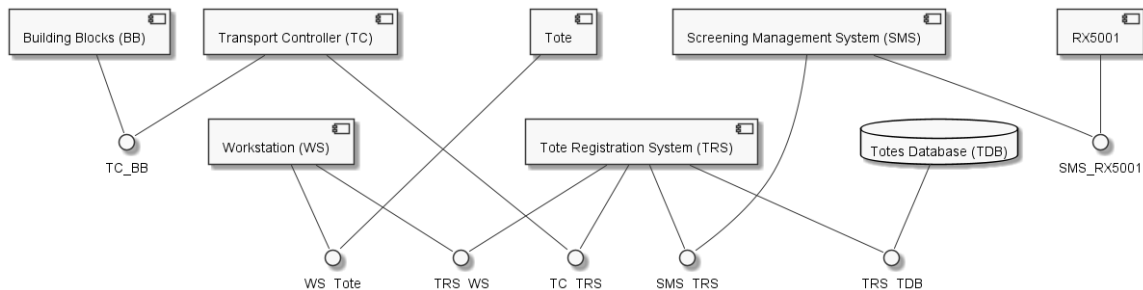 Building Blocks (BB)
Transport Controller (TC)
Tote
Screening Management System (SMS)
RX5001
Workstation (WS)
Tote Registration System (TRS)
Totes Database (TDB)
TC_BB
SMS_RX5001
WS_Tote
TRS_WS
TC_TRS
SMS_TRS
TRS_TDB